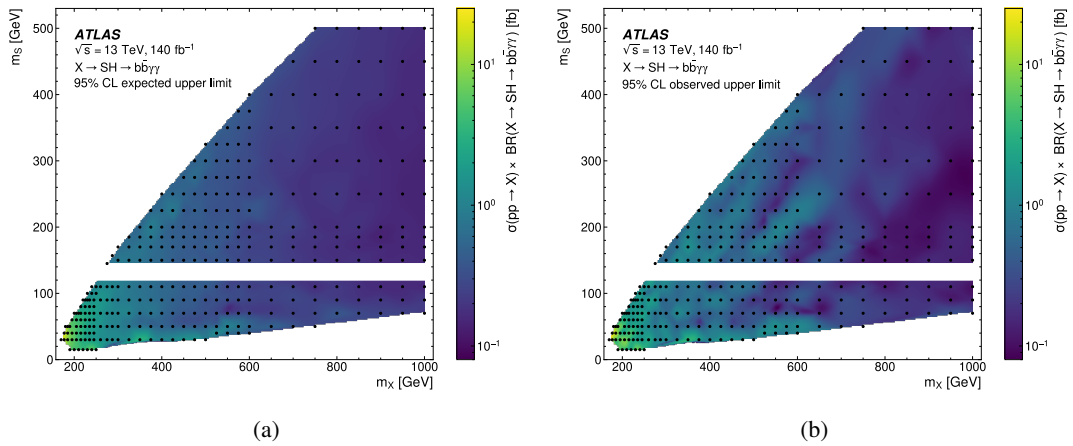 ATLAS
√s = 13 TeV, 140 fb⁻¹
X → SH → bb̄γγ
95% CL expected upper limit
m_S [GeV]
500
400
300
200
100
0
200 400 600 800 1000
m_X [GeV]
10¹
10⁰
10⁻¹
σ(pp → X) × BR(X → SH → bb̄γγ) [fb]
(a)
ATLAS
√s = 13 TeV, 140 fb⁻¹
X → SH → bb̄γγ
95% CL observed upper limit
m_S [GeV]
500
400
300
200
100
0
200 400 600 800 1000
m_X [GeV]
10¹
10⁰
10⁻¹
σ(pp → X) × BR(X → SH → bb̄γγ) [fb]
(b)